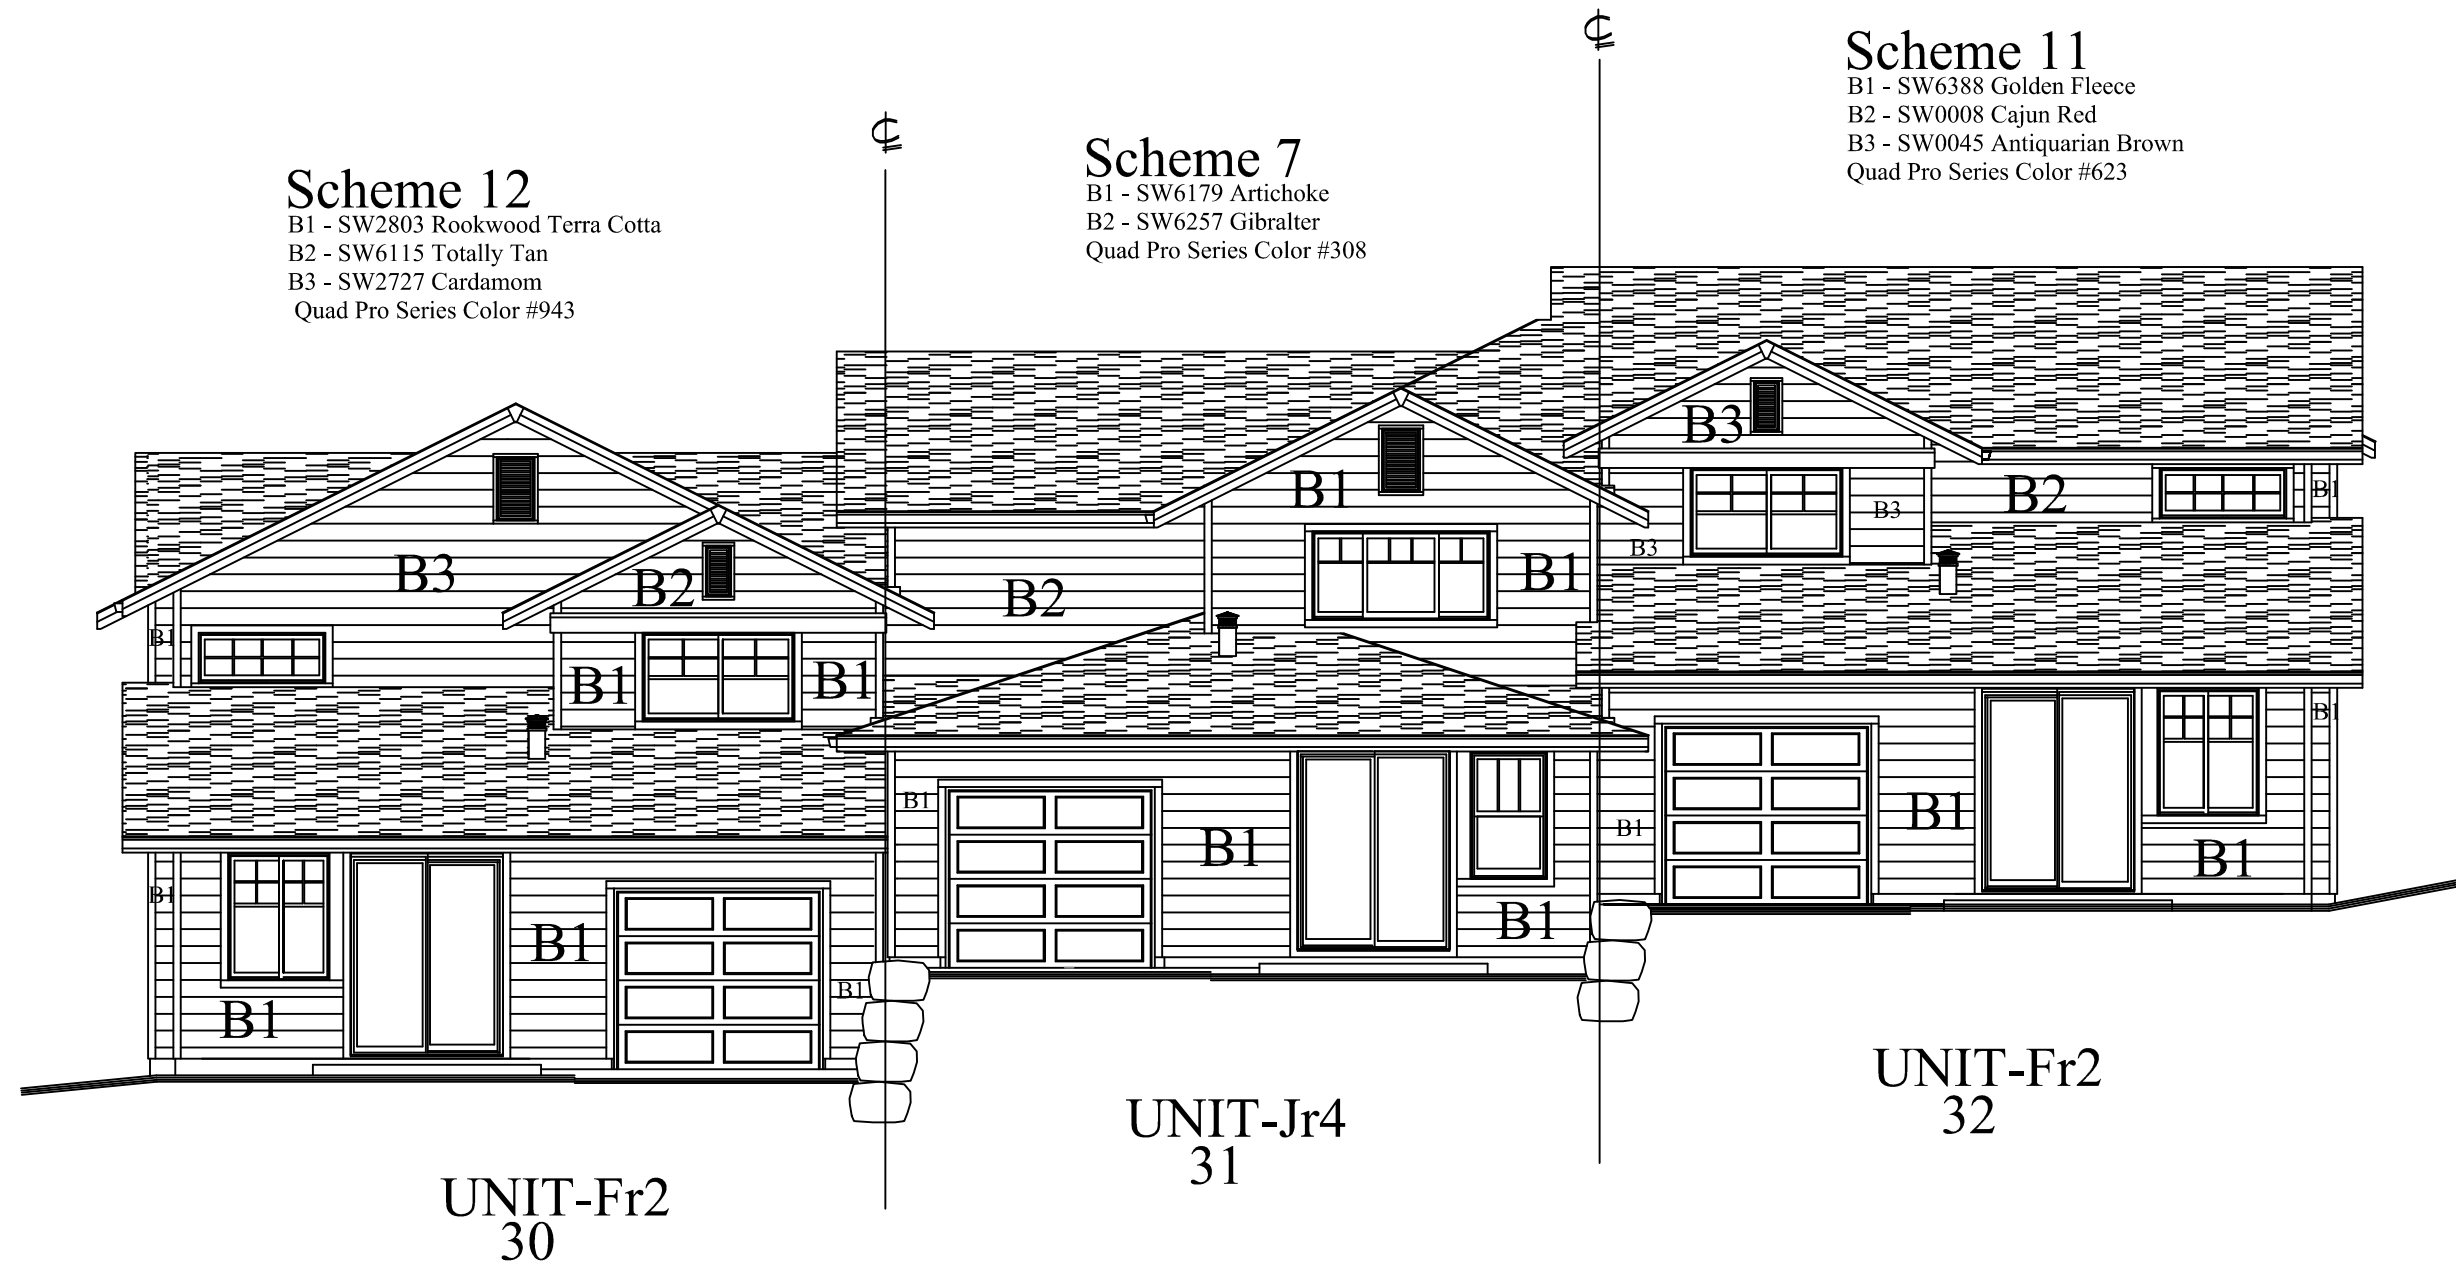 ℄
℄
Scheme 12
B1 - SW2803 Rookwood Terra Cotta
B2 - SW6115 Totally Tan
B3 - SW2727 Cardamom
Quad Pro Series Color #943
Scheme 7
B1 - SW6179 Artichoke
B2 - SW6257 Gibralter
Quad Pro Series Color #308
Scheme 11
B1 - SW6388 Golden Fleece
B2 - SW0008 Cajun Red
B3 - SW0045 Antiquarian Brown
Quad Pro Series Color #623
B3
B2
B1
B1
B1
B1
B1
B1
B1
B1
UNIT-Fr2
30
B1
B2
B1
B1
B1
B1
UNIT-Jr4
31
B3
B2
B1
B3
B3
B1
B1
B1
B1
UNIT-Fr2
32